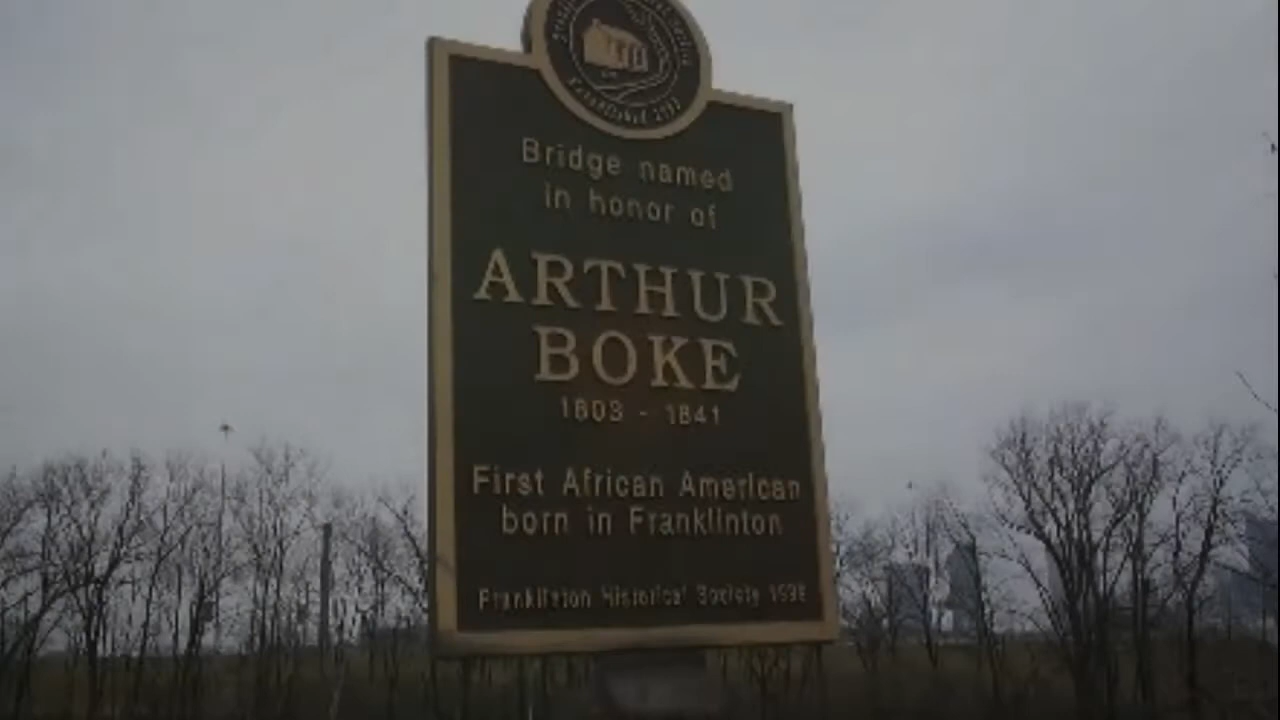 Bridge named
in honor of
ARTHUR
BOKE
1803 - 1841
First African American
born in Franklinton
Franklinton Historical Society